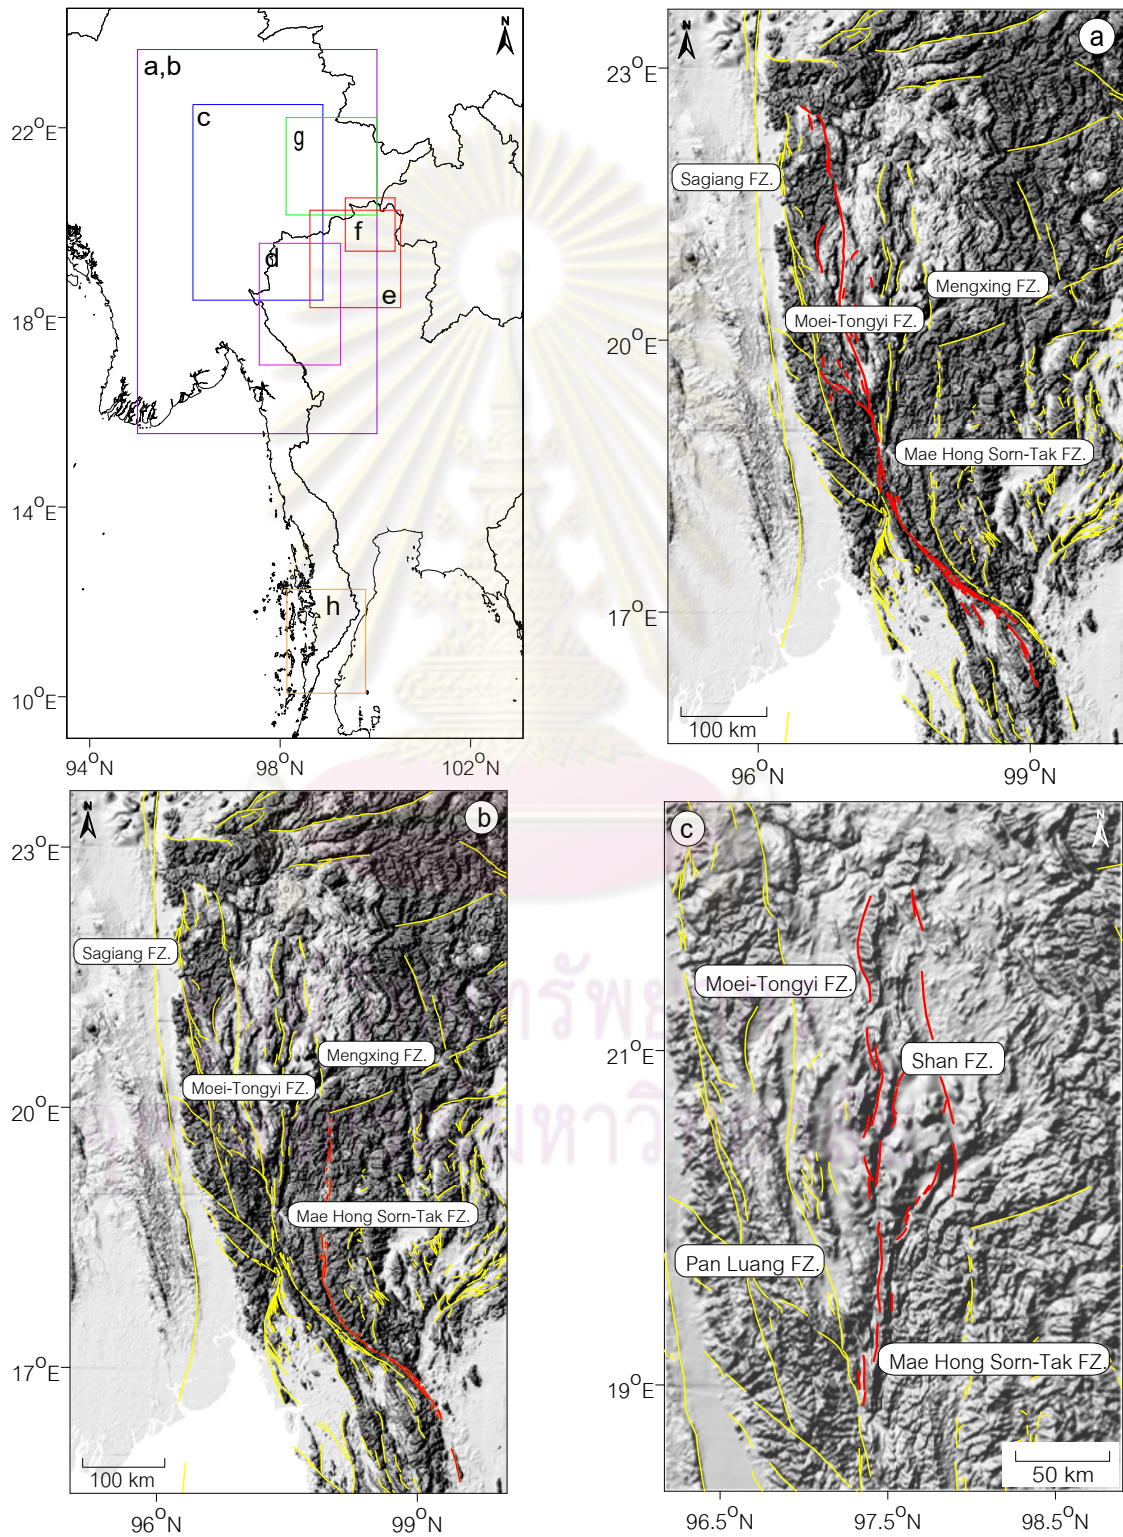 N
a,b
c
g
f
d
e
h
22°E
18°E
14°E
10°E
94°N
98°N
102°N
N
a
23°E
20°E
17°E
Sagiang FZ.
Mengxing FZ.
Moei-Tongyi FZ.
Mae Hong Sorn-Tak FZ.
100 km
96°N
99°N
N
b
23°E
20°E
17°E
Sagiang FZ.
Mengxing FZ.
Moei-Tongyi FZ.
Mae Hong Sorn-Tak FZ.
100 km
96°N
99°N
c
N
Moei-Tongyi FZ.
21°E
Shan FZ.
Pan Luang FZ.
Mae Hong Sorn-Tak FZ.
19°E
50 km
96.5°N
97.5°N
98.5°N